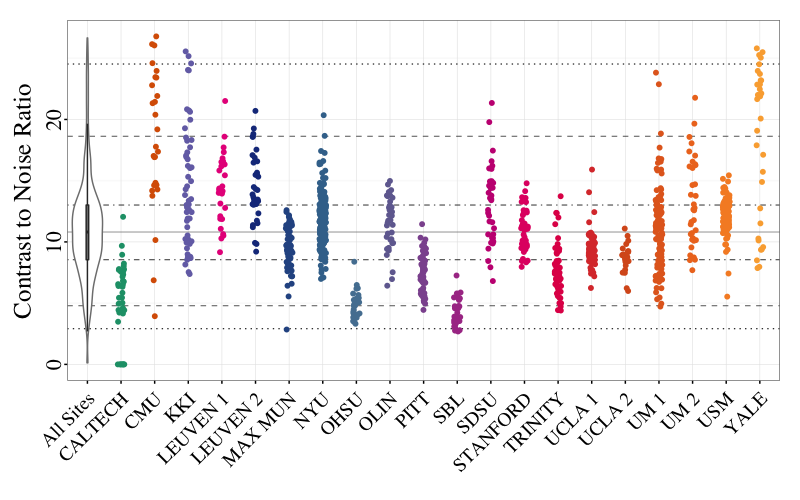 Contrast to Noise Ratio
20
10
0
All Sites
CALTECH
CMU
KKI
LEUVEN 1
LEUVEN 2
MAX MUN
NYU
OHSU
OLIN
PITT
SBL
SDSU
STANFORD
TRINITY
UCLA 1
UCLA 2
UM 1
UM 2
USM
YALE